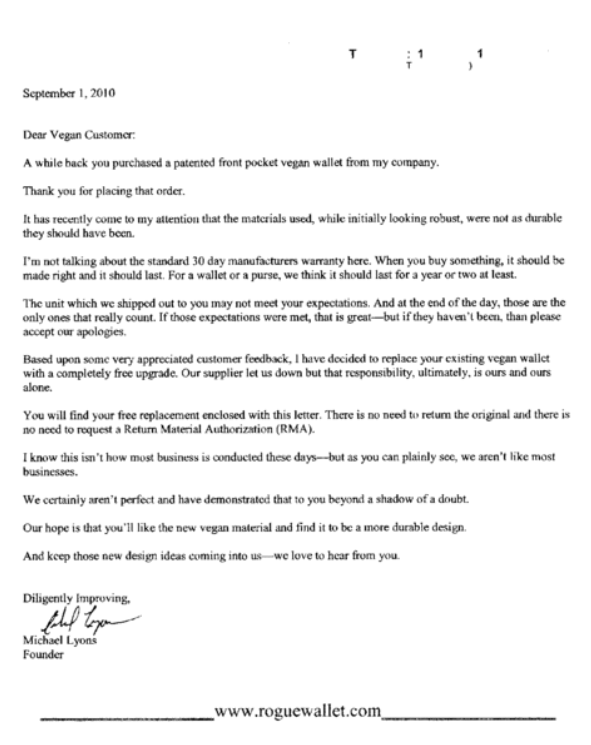 T : 1 1
T )
September 1, 2010
Dear Vegan Customer:
A while back you purchased a patented front pocket vegan wallet from my company.
Thank you for placing that order.
It has recently come to my attention that the materials used, while initially looking robust, were not as durable
they should have been.
I'm not talking about the standard 30 day manufacturers warranty here. When you buy something, it should be
made right and it should last. For a wallet or a purse, we think it should last for a year or two at least.
The unit which we shipped out to you may not meet your expectations. And at the end of the day, those are the
only ones that really count. If those expectations were met, that is great—but if they haven't been, than please
accept our apologies.
Based upon some very appreciated customer feedback, I have decided to replace your existing vegan wallet
with a completely free upgrade. Our supplier let us down but that responsibility, ultimately, is ours and ours
alone.
You will find your free replacement enclosed with this letter. There is no need to return the original and there is
no need to request a Return Material Authorization (RMA).
I know this isn't how most business is conducted these days—but as you can plainly see, we aren't like most
businesses.
We certainly aren't perfect and have demonstrated that to you beyond a shadow of a doubt.
Our hope is that you'll like the new vegan material and find it to be a more durable design.
And keep those new design ideas coming into us—we love to hear from you.
Diligently Improving,
Michael Lyons
Founder
www.roguewallet.com